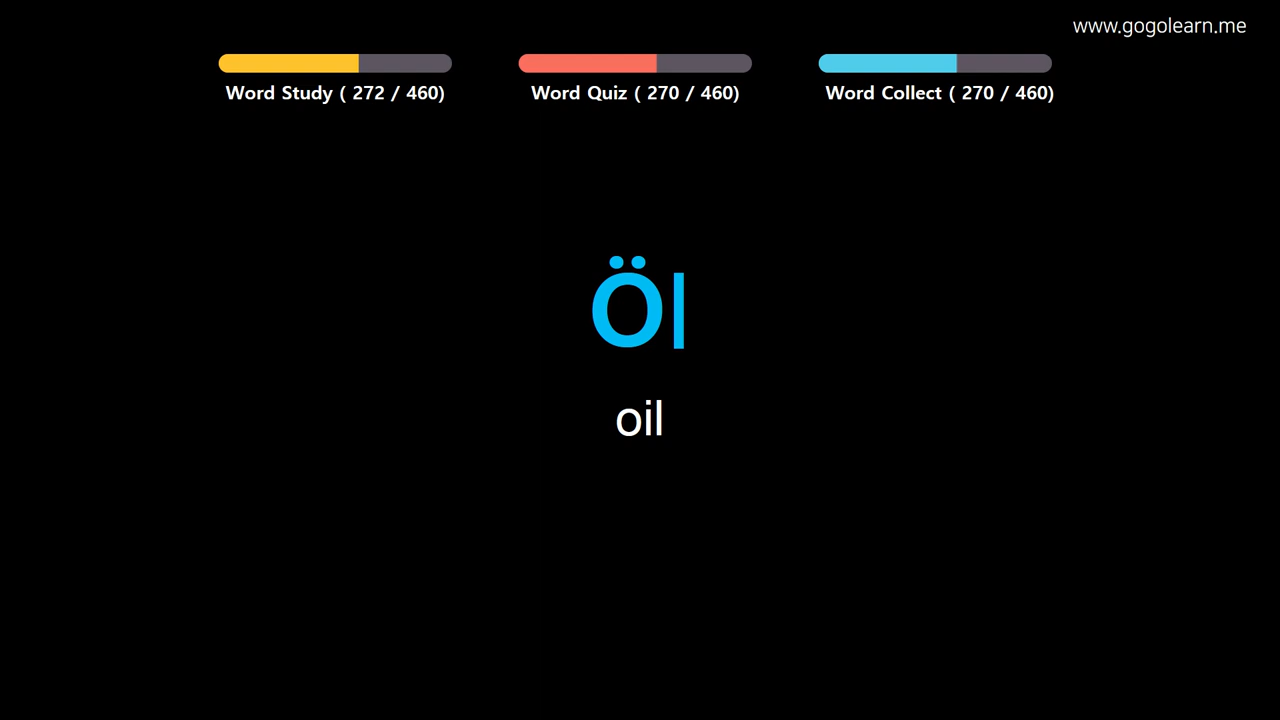 www.gogolearn.me
Word Study ( 272 / 460)
Word Quiz ( 270 / 460)
Word Collect ( 270 / 460)
Öl
oil